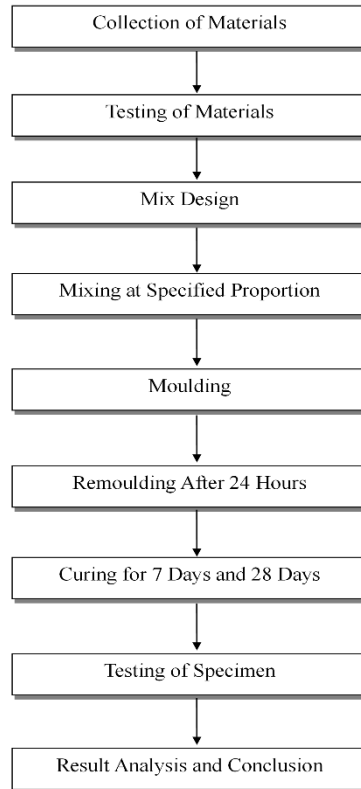 Collection of Materials
Testing of Materials
Mix Design
Mixing at Specified Proportion
Moulding
Remoulding After 24 Hours
Curing for 7 Days and 28 Days
Testing of Specimen
Result Analysis and Conclusion